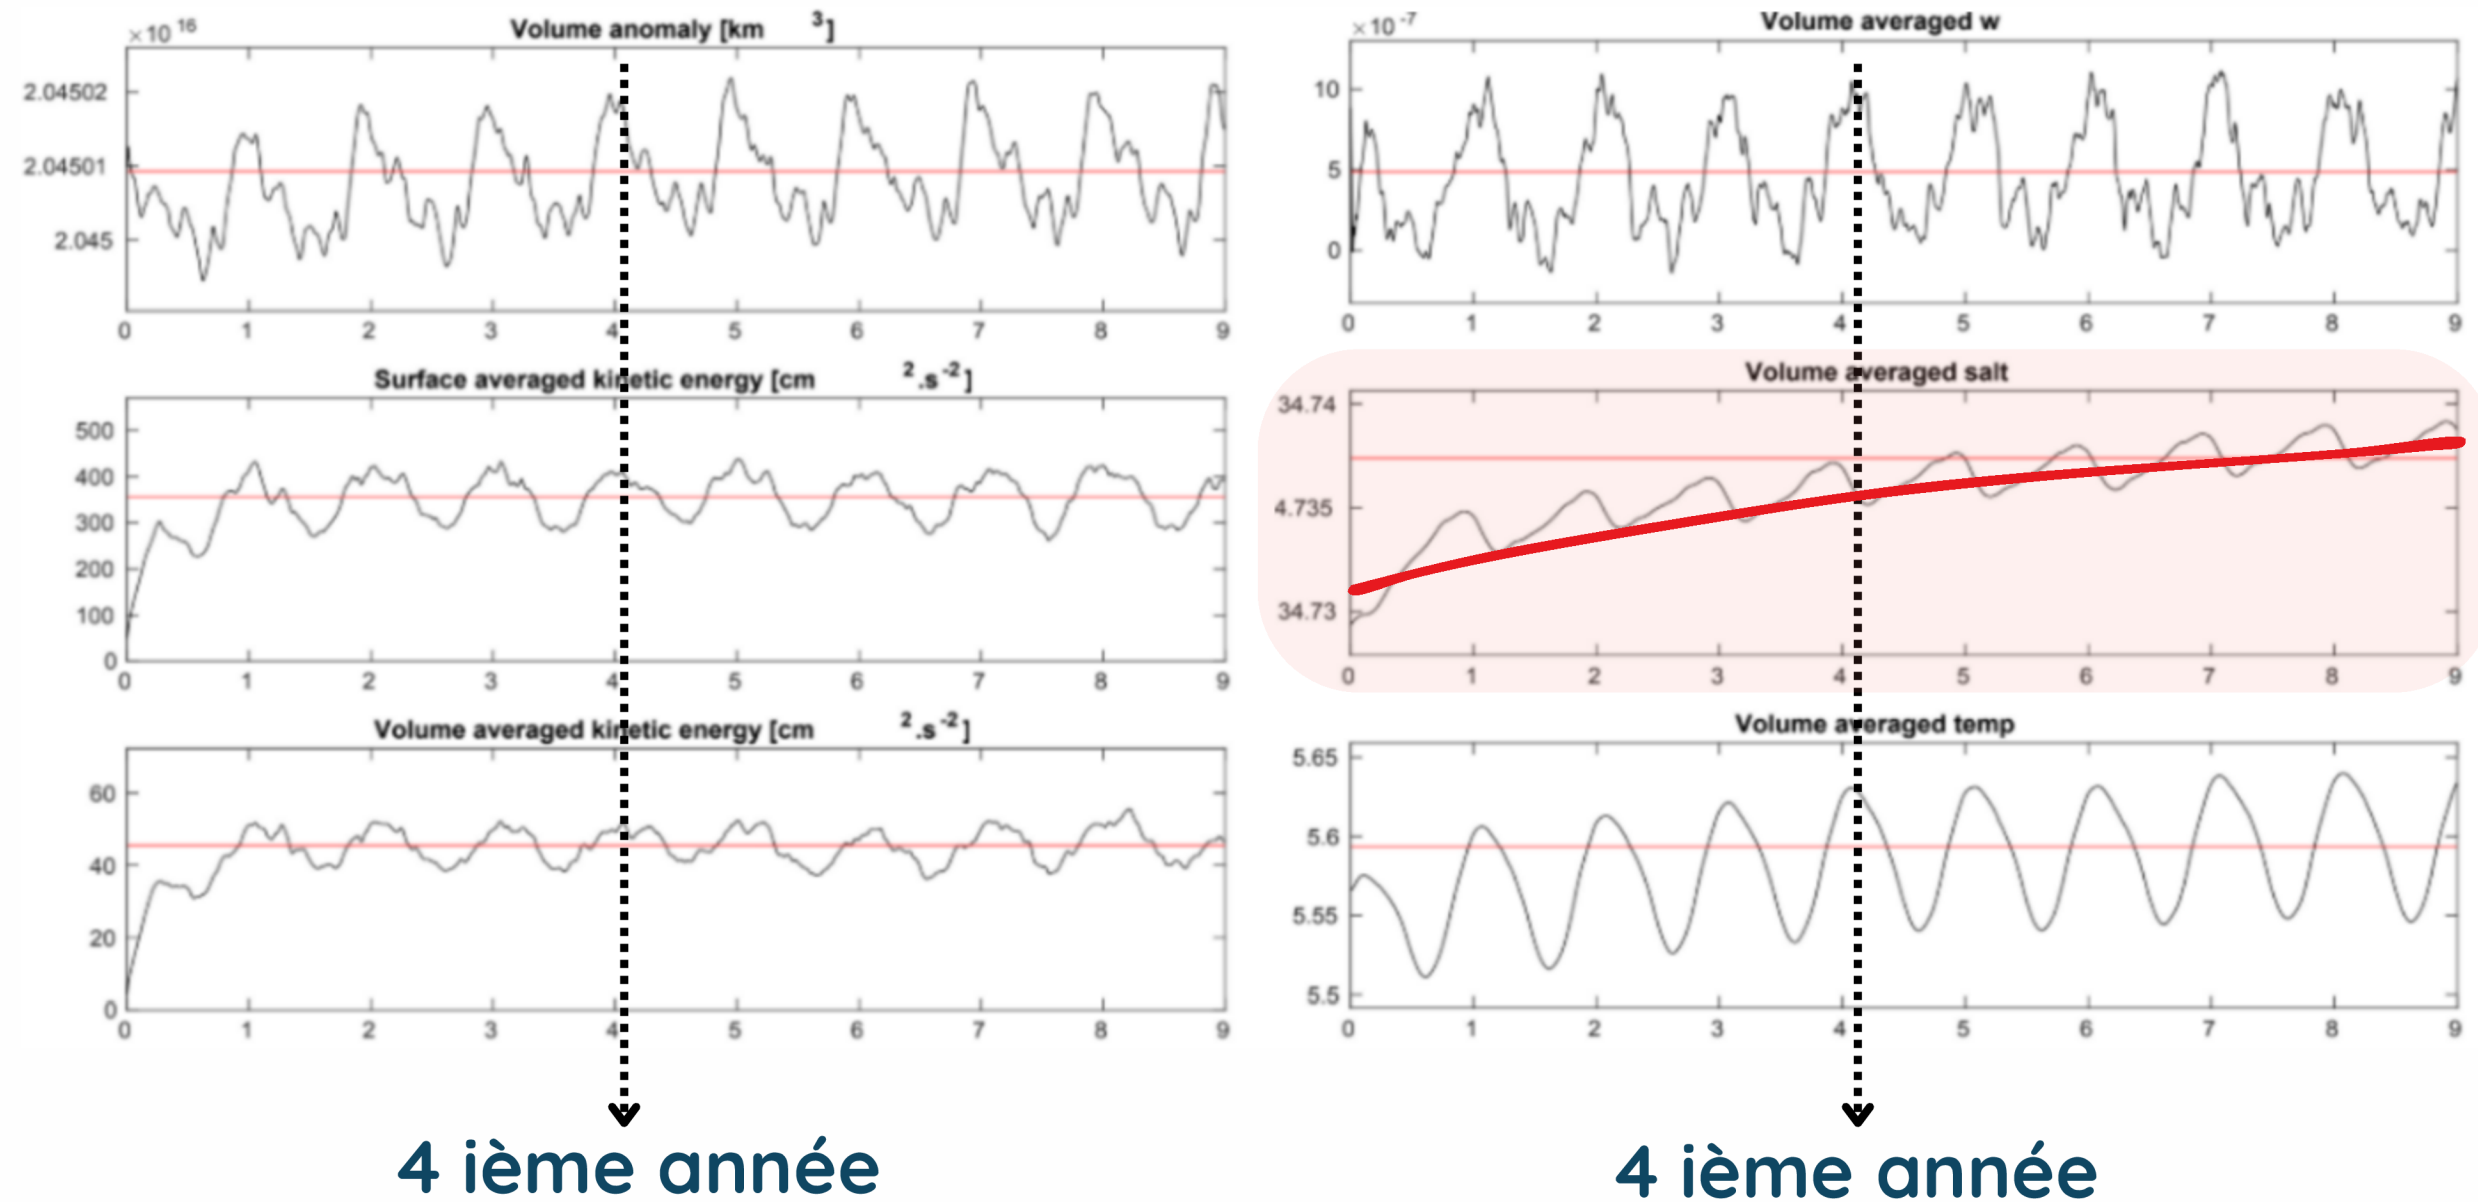 Volume anomaly [km 3]
×10 16
2.04502
2.04501
2.045
0 1 2 3 4 5 6 7 8 9
Surface averaged kinetic energy [cm 2.s-2]
500
400
300
200
100
0
0 1 2 3 4 5 6 7 8 9
Volume averaged kinetic energy [cm 2.s-2]
60
40
20
0
0 1 2 3 4 5 6 7 8 9
4 ième année
Volume averaged w
×10 -7
10
5
0
0 1 2 3 4 5 6 7 8 9
Volume averaged salt
34.74
4.735
34.73
0 1 2 3 4 5 6 7 8 9
Volume averaged temp
5.65
5.6
5.55
5.5
0 1 2 3 4 5 6 7 8 9
4 ième année